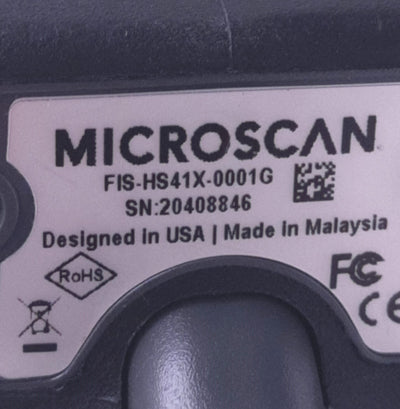 MICROSCAN
FIS-HS41X-0001G
SN:20408846
Designed In USA | Made In Malaysia
RoHS
FC
CE